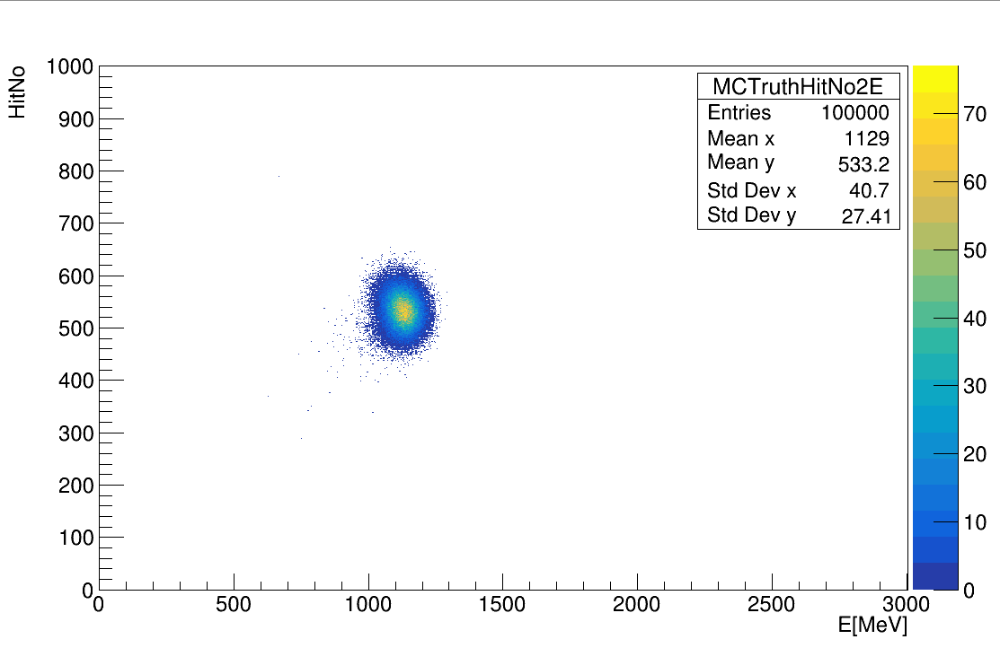 HitNo
1000
900
800
700
600
500
400
300
200
100
0
MCTruthHitNo2E
Entries 100000
Mean x 1129
Mean y 533.2
Std Dev x 40.7
Std Dev y 27.41
70
60
50
40
30
20
10
0
0 500 1000 1500 2000 2500 3000
E[MeV]